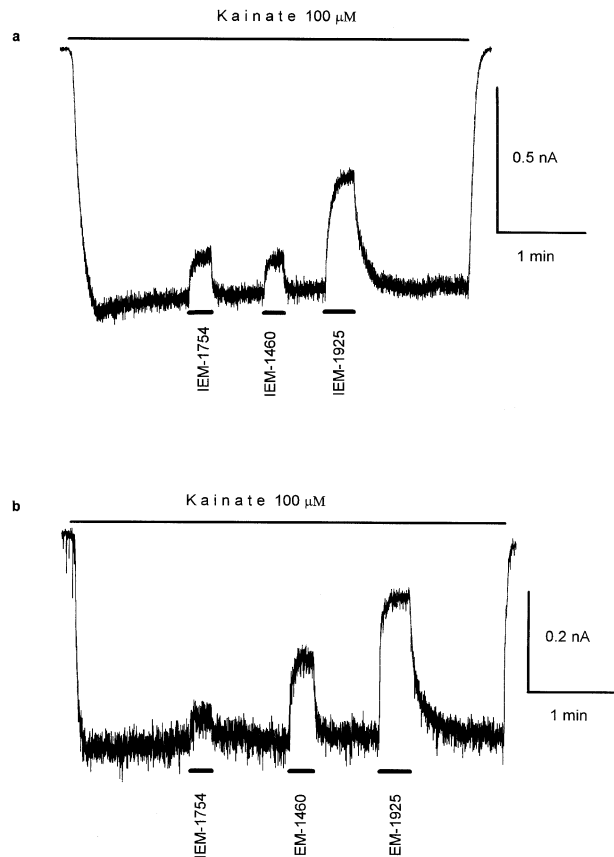 Kainate 100 μM
a
0.5 nA
1 min
IEM-1754
IEM-1460
IEM-1925
Kainate 100 μM
b
0.2 nA
1 min
IEM-1754
EM-1460
EM-1925